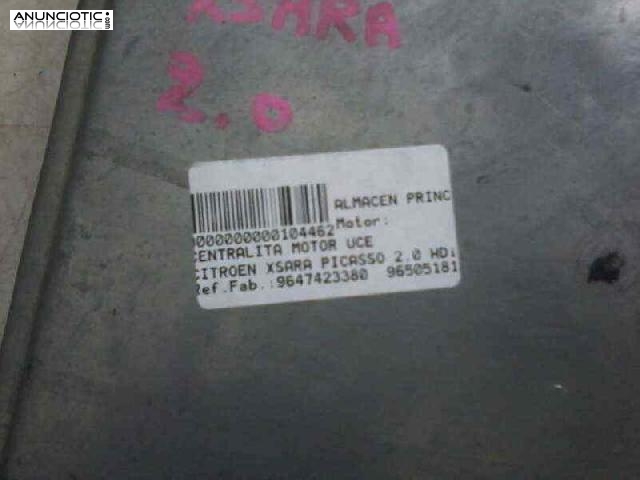 ANUNCIOTIC.COM
XSARA
2.0
ALMACEN PRINC
0000000000104462 Motor:
CENTRALITA MOTOR UCE
CITROEN XSARA PICASSO 2.0 HDi
Ref.Fab.:9647423380 96505181